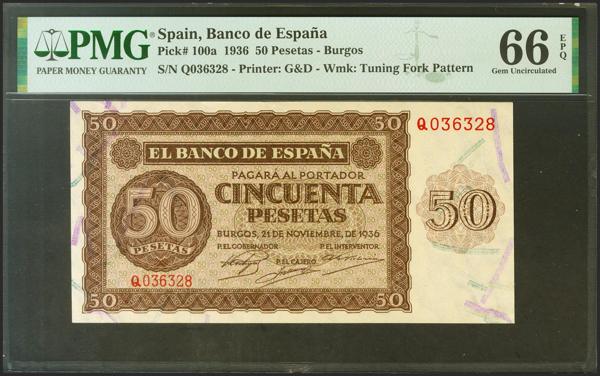 PMG
PAPER MONEY GUARANTY
Spain, Banco de España
Pick# 100a 1936 50 Pesetas - Burgos
S/N Q036328 - Printer: G&D - Wmk: Tuning Fork Pattern
66 EPQ
Gem Uncirculated
50
50
Q036328
EL BANCO DE ESPAÑA
PAGARÁ AL PORTADOR
CINCUENTA
PESETAS
50
PESETAS
50
BURGOS, 21 DE NOVIEMBRE, DE 1936
P. EL GOBERNADOR
P. EL INTERVENTOR
P. EL CAJERO
Q036328
50
50